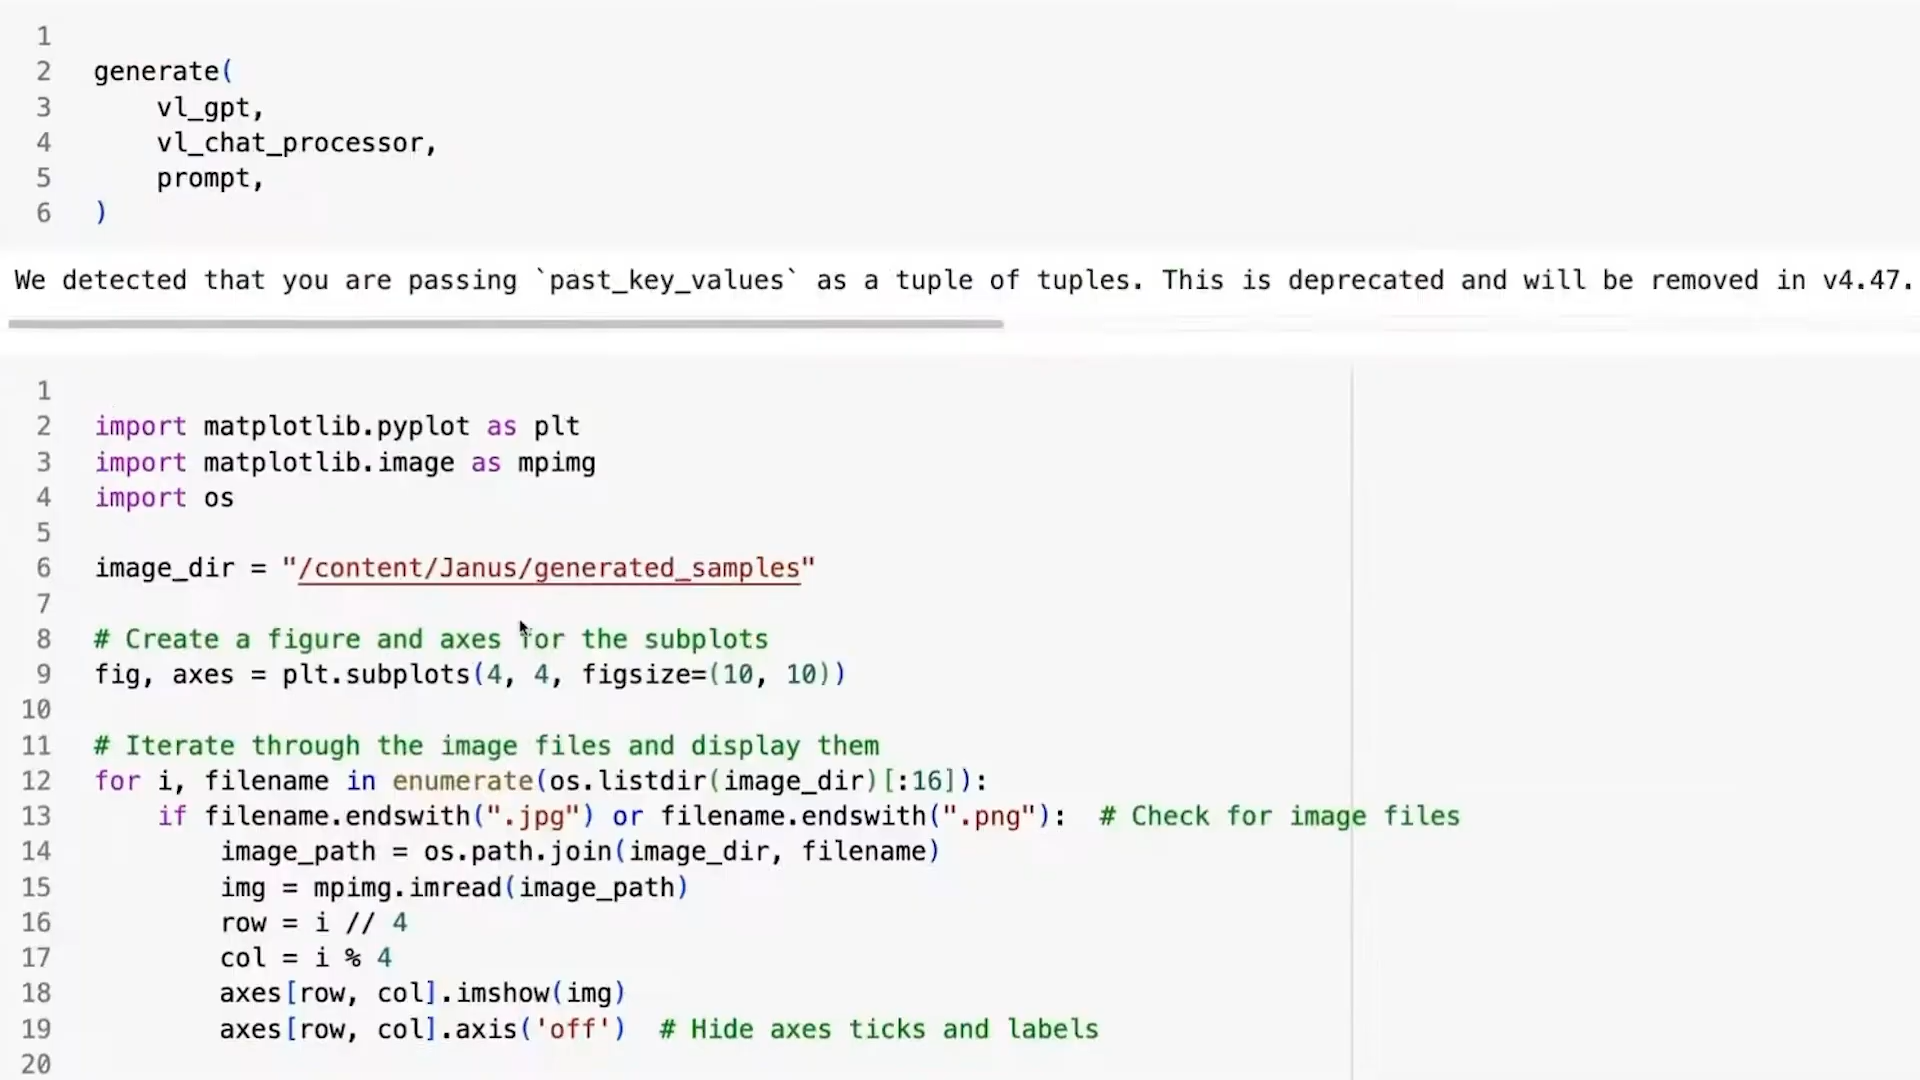 1
2 generate(
3     vl_gpt,
4     vl_chat_processor,
5     prompt,
6 )
We detected that you are passing `past_key_values` as a tuple of tuples. This is deprecated and will be removed in v4.47.
1
2 import matplotlib.pyplot as plt
3 import matplotlib.image as mpimg
4 import os
5
6 image_dir = "/content/Janus/generated_samples"
7
8 # Create a figure and axes for the subplots
9 fig, axes = plt.subplots(4, 4, figsize=(10, 10))
10
11 # Iterate through the image files and display them
12 for i, filename in enumerate(os.listdir(image_dir)[:16]):
13     if filename.endswith(".jpg") or filename.endswith(".png"):  # Check for image files
14         image_path = os.path.join(image_dir, filename)
15         img = mpimg.imread(image_path)
16         row = i // 4
17         col = i % 4
18         axes[row, col].imshow(img)
19         axes[row, col].axis('off')  # Hide axes ticks and labels
20